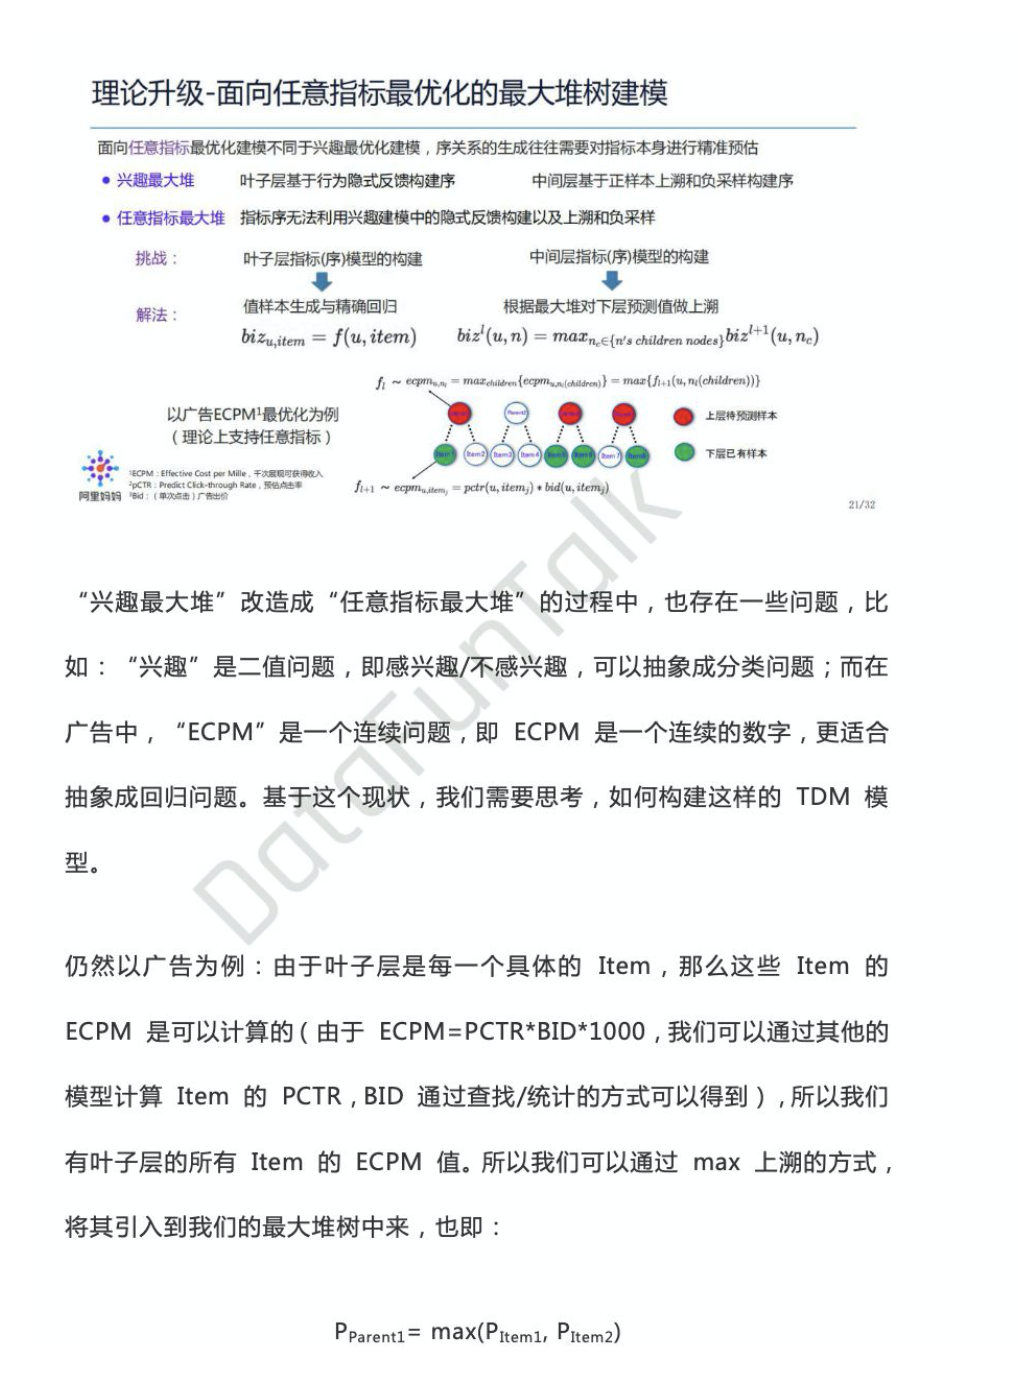 理论升级-面向任意指标最优化的最大堆树建模
面向任意指标最优化建模不同于兴趣最优化建模，序关系的生成往往需要对指标本身进行精准预估
● 兴趣最大堆 叶子层基于行为隐式反馈构建序 中间层基于正样本上溯和负采样构建序
● 任意指标最大堆 指标序无法利用兴趣建模中的隐式反馈构建以及上溯和负采样
挑战： 叶子层指标(序)模型的构建 中间层指标(序)模型的构建
解法： 值样本生成与精确回归 根据最大堆对下层预测值做上溯
biz_{u,item} = f(u, item) biz^l(u, n) = max_{n_c∈{n's children nodes}} biz^{l+1}(u, n_c)
f_l ∼ ecpm_{u,n_l} = max_{children}{ecpm_{u,n_l(children)}} = max{f_{l+1}(u, n_l(children))}
以广告ECPM¹最优化为例
（理论上支持任意指标）
Parent2
上层待预测样本
Item1 Item2 Item3 Item4 Item7 Item8
下层已有样本
¹ECPM：Effective Cost per Mille，千次展现可获得收入
²pCTR：Predict Click-through Rate，预估点击率
³Bid：（单次点击）广告出价
阿里妈妈
f_{l+1} ∼ ecpm_{u,item_j} = pctr(u, item_j) * bid(u, item_j)
21/32
DataFunTalk
“兴趣最大堆”改造成“任意指标最大堆”的过程中，也存在一些问题，比
如：“兴趣”是二值问题，即感兴趣/不感兴趣，可以抽象成分类问题；而在
广告中，“ECPM”是一个连续问题，即 ECPM 是一个连续的数字，更适合
抽象成回归问题。基于这个现状，我们需要思考，如何构建这样的 TDM 模
型。
仍然以广告为例：由于叶子层是每一个具体的 Item，那么这些 Item 的
ECPM 是可以计算的（由于 ECPM=PCTR*BID*1000，我们可以通过其他的
模型计算 Item 的 PCTR，BID 通过查找/统计的方式可以得到），所以我们
有叶子层的所有 Item 的 ECPM 值。所以我们可以通过 max 上溯的方式，
将其引入到我们的最大堆树中来，也即：
P_{Parent1}= max(P_{Item1}, P_{Item2})